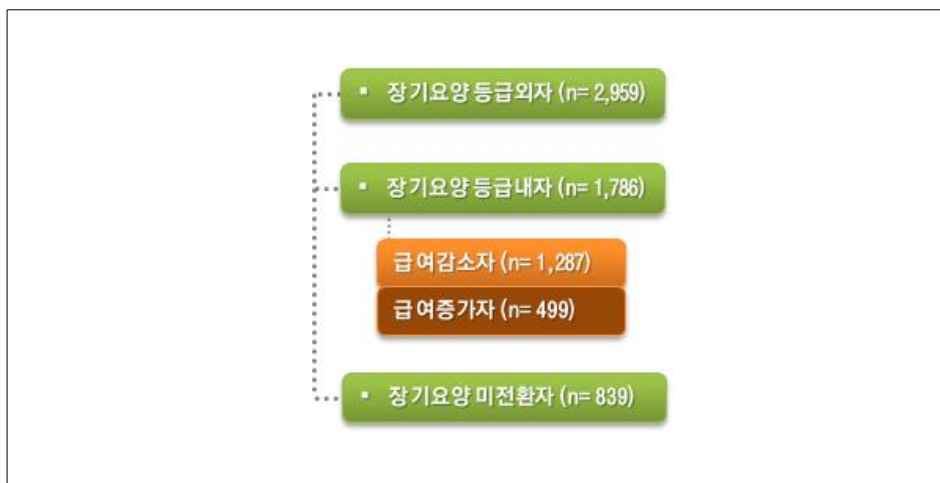 ▪ 장기요양 등급외자 (n= 2,959)
▪ 장기요양 등급내자 (n= 1,786)
급여감소자 (n= 1,287)
급여증가자 (n= 499)
▪ 장기요양 미전환자 (n= 839)